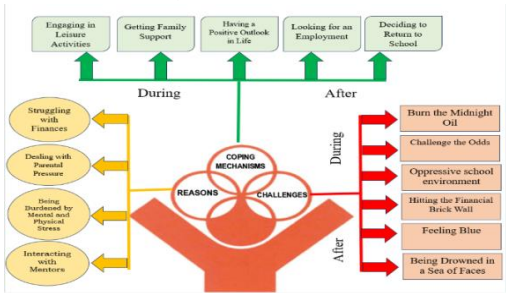 Engaging in
Leisure
Activities
Getting Family
Support
Having a
Positive Outlook
in Life
Looking for an
Employment
Deciding to
Return to
School
During
After
Struggling
with
Finances
Dealing with
Parental
Pressure
Being
Burdened by
Mental and
Physical
Stress
Interacting
with
Mentors
COPING
MECHANISMS
REASONS
CHALLENGES
During
After
Burn the Midnight
Oil
Challenge the Odds
Oppressive school
environment
Hitting the Financial
Brick Wall
Feeling Blue
Being Drowned in
a Sea of Faces